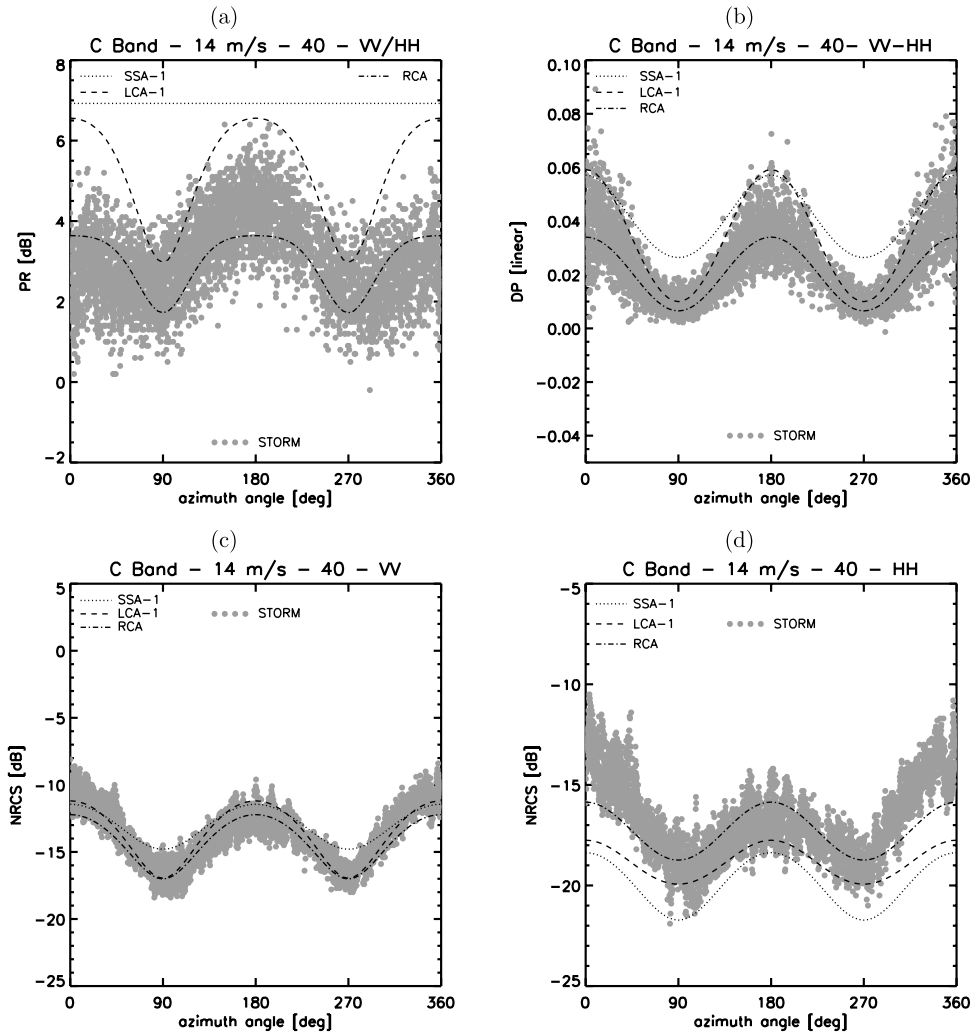 (a)
C Band – 14 m/s – 40 – VV/HH
8
6
4
2
0
−2
PR [dB]
SSA−1
LCA−1
RCA
STORM
0 90 180 270 360
azimuth angle [deg]
(b)
C Band – 14 m/s – 40– VV–HH
0.10
0.08
0.06
0.04
0.02
0.00
−0.02
−0.04
DP [linear]
SSA−1
LCA−1
RCA
STORM
0 90 180 270 360
azimuth angle [deg]
(c)
C Band – 14 m/s – 40 – VV
5
0
−5
−10
−15
−20
−25
NRCS [dB]
SSA−1
LCA−1
RCA
STORM
0 90 180 270 360
azimuth angle [deg]
(d)
C Band – 14 m/s – 40 – HH
−5
−10
−15
−20
−25
NRCS [dB]
SSA−1
LCA−1
RCA
STORM
0 90 180 270 360
azimuth angle [deg]